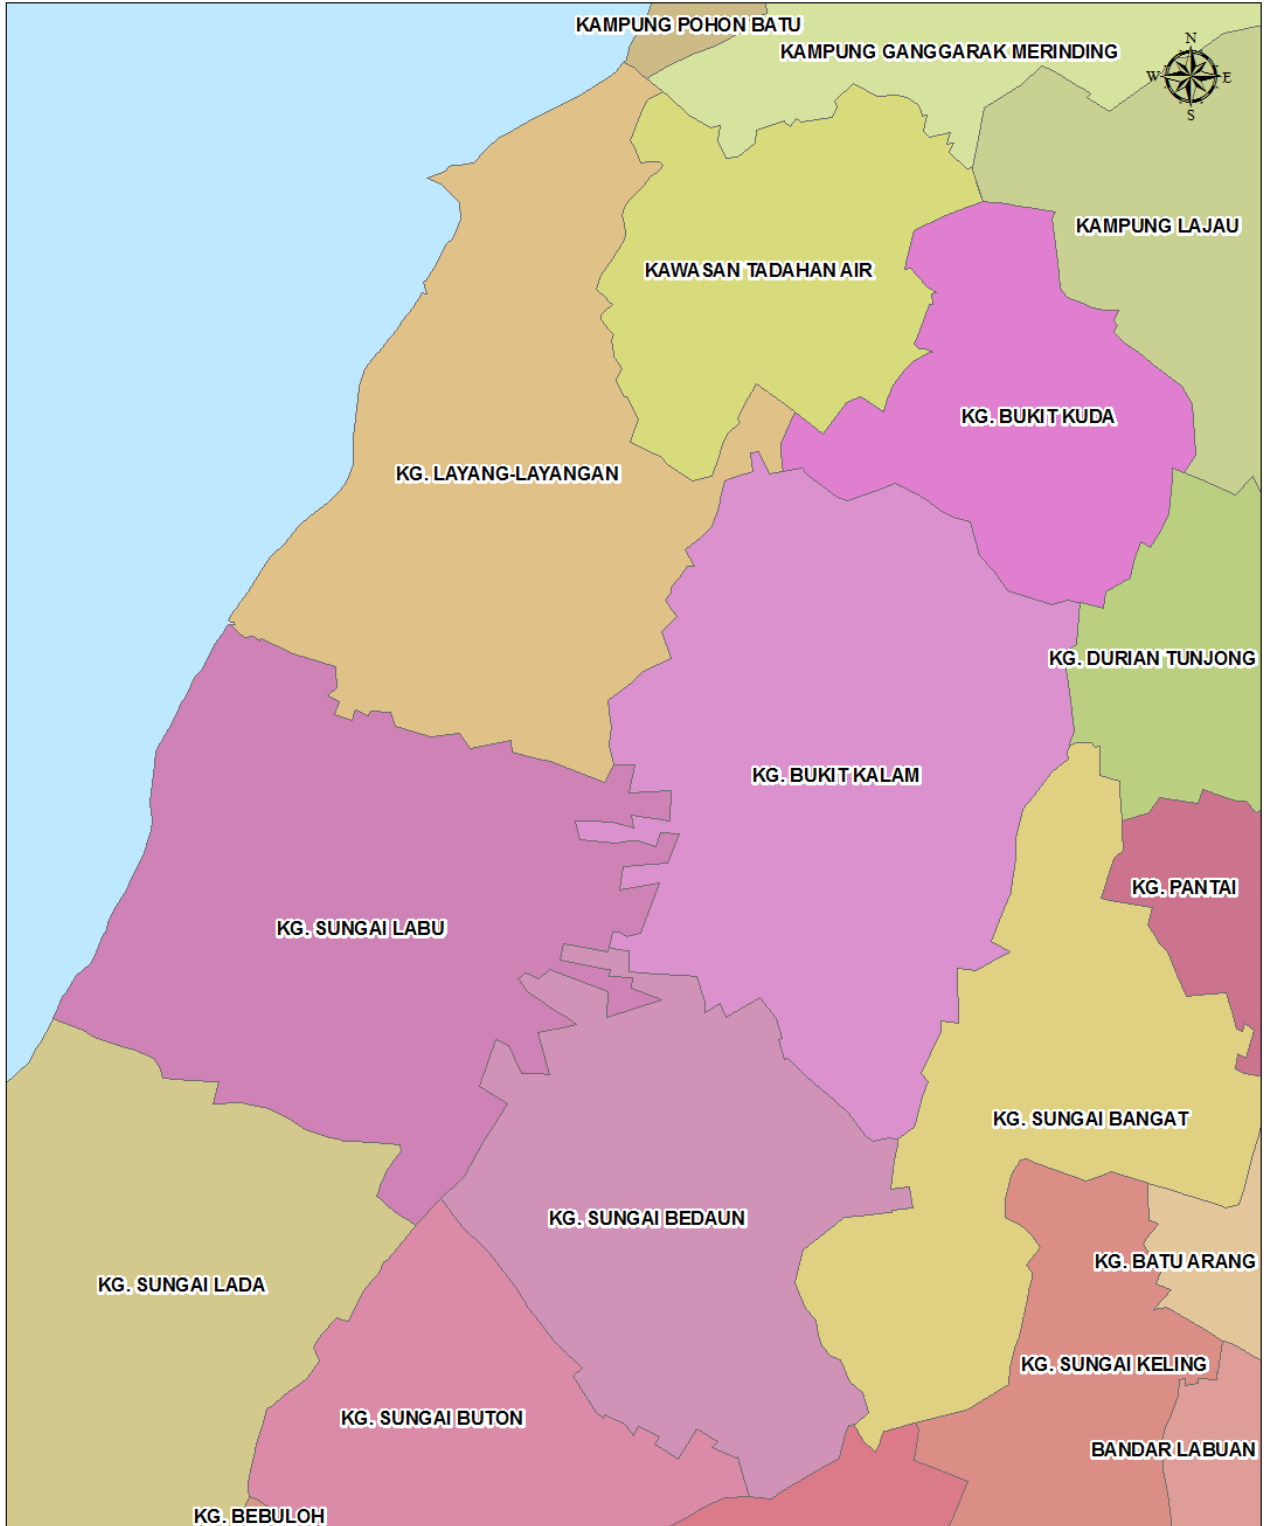 KAMPUNG POHON BATU
KAMPUNG GANGGARAK MERINDING
N
W E
S
KAMPUNG LAJAU
KAWASAN TADAHAN AIR
KG. BUKIT KUDA
KG. LAYANG-LAYANGAN
KG. DURIAN TUNJONG
KG. BUKIT KALAM
KG. PANTAI
KG. SUNGAI LABU
KG. SUNGAI BANGAT
KG. SUNGAI BEDAUN
KG. BATU ARANG
KG. SUNGAI LADA
KG. SUNGAI KELING
KG. SUNGAI BUTON
BANDAR LABUAN
KG. BEBULOH